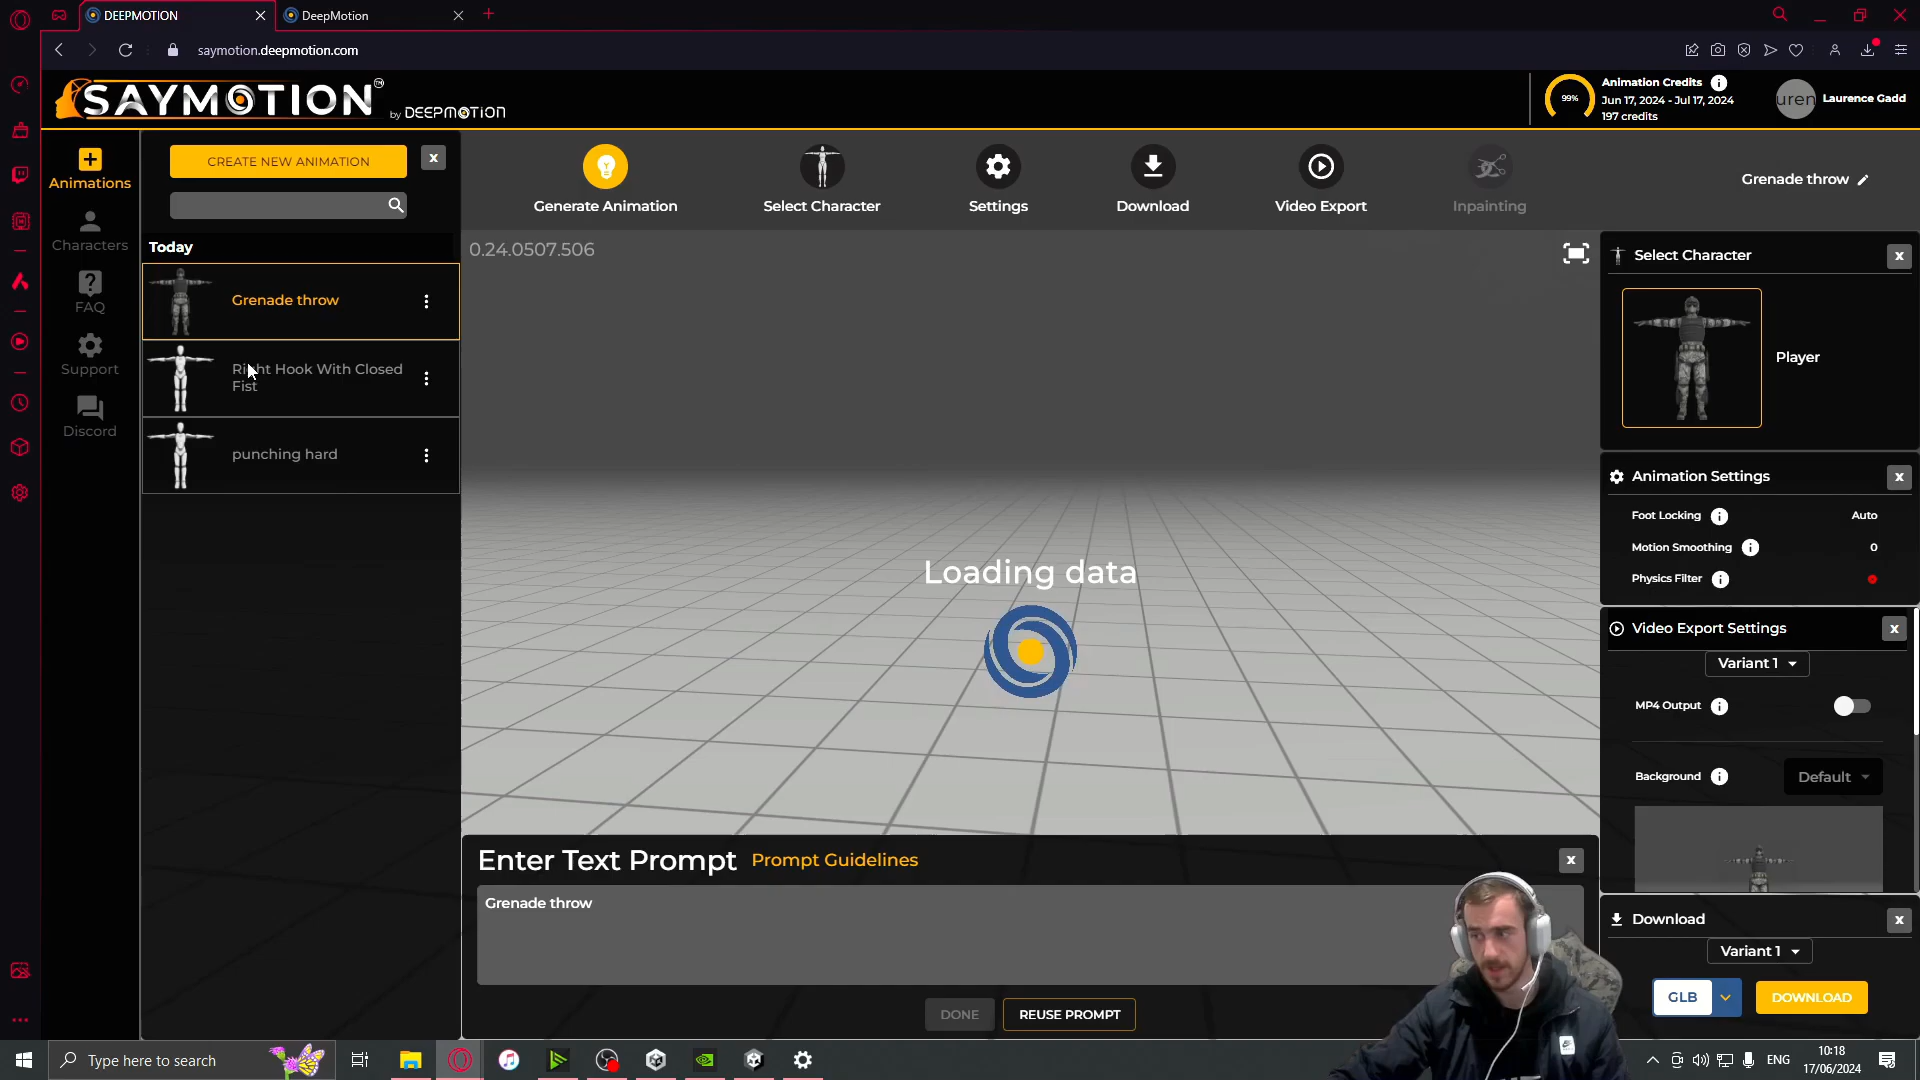 DEEPMOTION
DeepMotion
saymotion.deepmotion.com
SAYMOTION™
by DEEPMOTION
99%
Animation Credits
Jun 17, 2024 - Jul 17, 2024
197 credits
uren
Laurence Gadd
Animations
Characters
FAQ
Support
Discord
CREATE NEW ANIMATION
Today
Grenade throw
Right Hook With Closed
Fist
punching hard
Generate Animation
Select Character
Settings
Download
Video Export
Inpainting
Grenade throw
0.24.0507.506
Loading data
Enter Text Prompt
Prompt Guidelines
Grenade throw
DONE
REUSE PROMPT
Select Character
Player
Animation Settings
Foot Locking
Auto
Motion Smoothing
0
Physics Filter
Video Export Settings
Variant 1
MP4 Output
Background
Default
Download
Variant 1
GLB
DOWNLOAD
Type here to search
ENG
10:18
17/06/2024